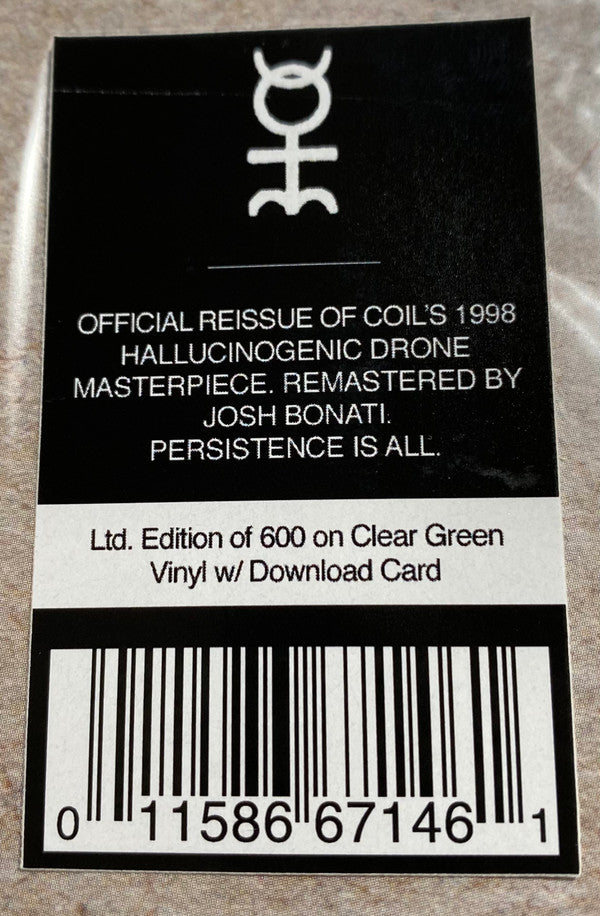 OFFICIAL REISSUE OF COIL'S 1998
HALLUCINOGENIC DRONE
MASTERPIECE. REMASTERED BY
JOSH BONATI.
PERSISTENCE IS ALL.
Ltd. Edition of 600 on Clear Green
Vinyl w/ Download Card
0 11586 67146 1